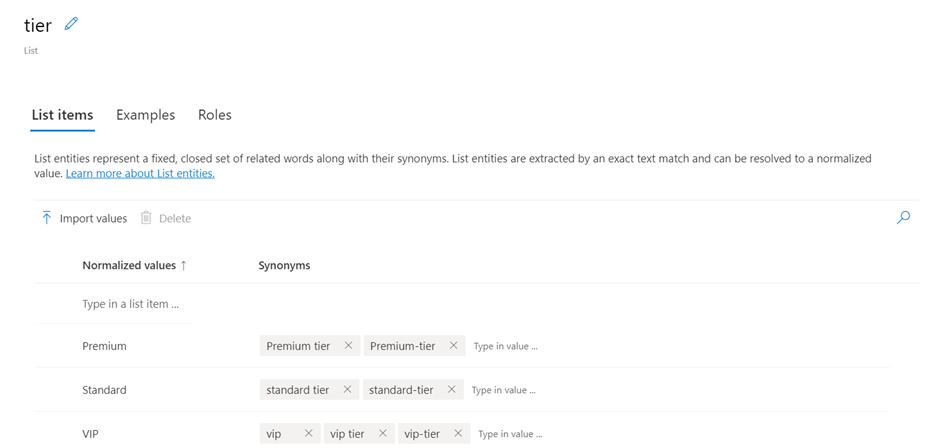 tier
List
List items Examples Roles
List entities represent a fixed, closed set of related words along with their synonyms. List entities are extracted by an exact text match and can be resolved to a normalized
value. Learn more about List entities.
Import values Delete
Normalized values ↑ Synonyms
Type in a list item ...
Premium Premium tier × Premium-tier × Type in value ...
Standard standard tier × standard-tier × Type in value ...
VIP vip × vip tier × vip-tier × Type in value ...